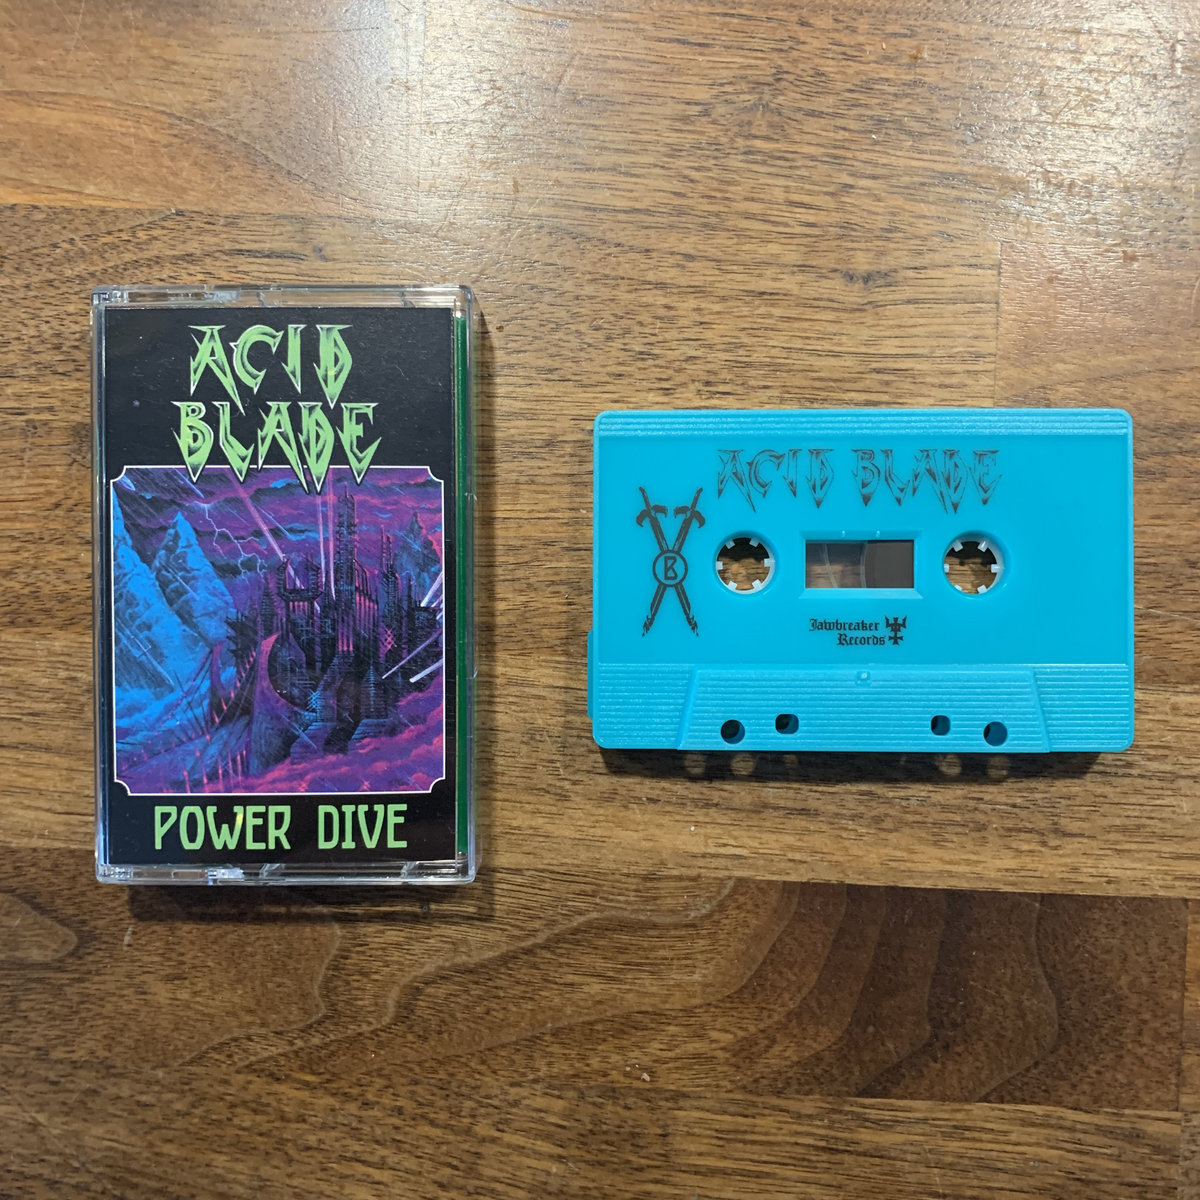 ACID
BLADE
POWER DIVE
ACID BLADE
B
Jawbreaker
Records